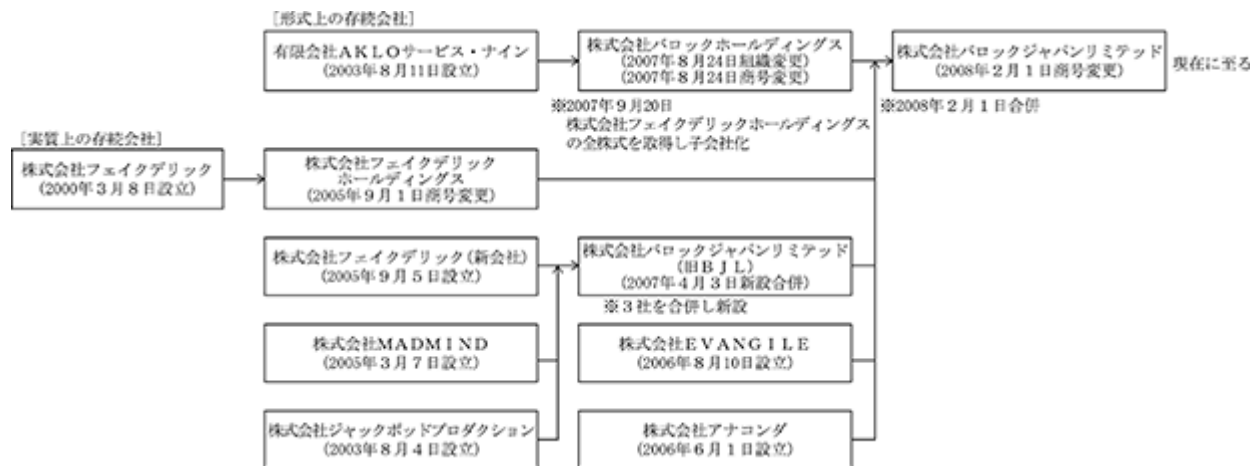 [形式上の存続会社]
有限会社AKLOサービス・ナイン
(2003年8月11日設立)
株式会社バロックホールディングス
(2007年8月24日組織変更)
(2007年8月24日商号変更)
株式会社バロックジャパンリミテッド
(2008年2月1日商号変更)
現在に至る
※2007年9月20日
株式会社フェイクデリックホールディングス
の全株式を取得し子会社化
※2008年2月1日合併
[実質上の存続会社]
株式会社フェイクデリック
(2000年3月8日設立)
株式会社フェイクデリック
ホールディングス
(2005年9月1日商号変更)
株式会社フェイクデリック(新会社)
(2005年9月5日設立)
株式会社バロックジャパンリミテッド
(旧BJL)
(2007年4月3日新設合併)
※3社を合併し新設
株式会社MADMIND
(2005年3月7日設立)
株式会社EVANGILE
(2006年8月10日設立)
株式会社ジャックポッドプロダクション
(2003年8月4日設立)
株式会社アナコンダ
(2006年6月1日設立)